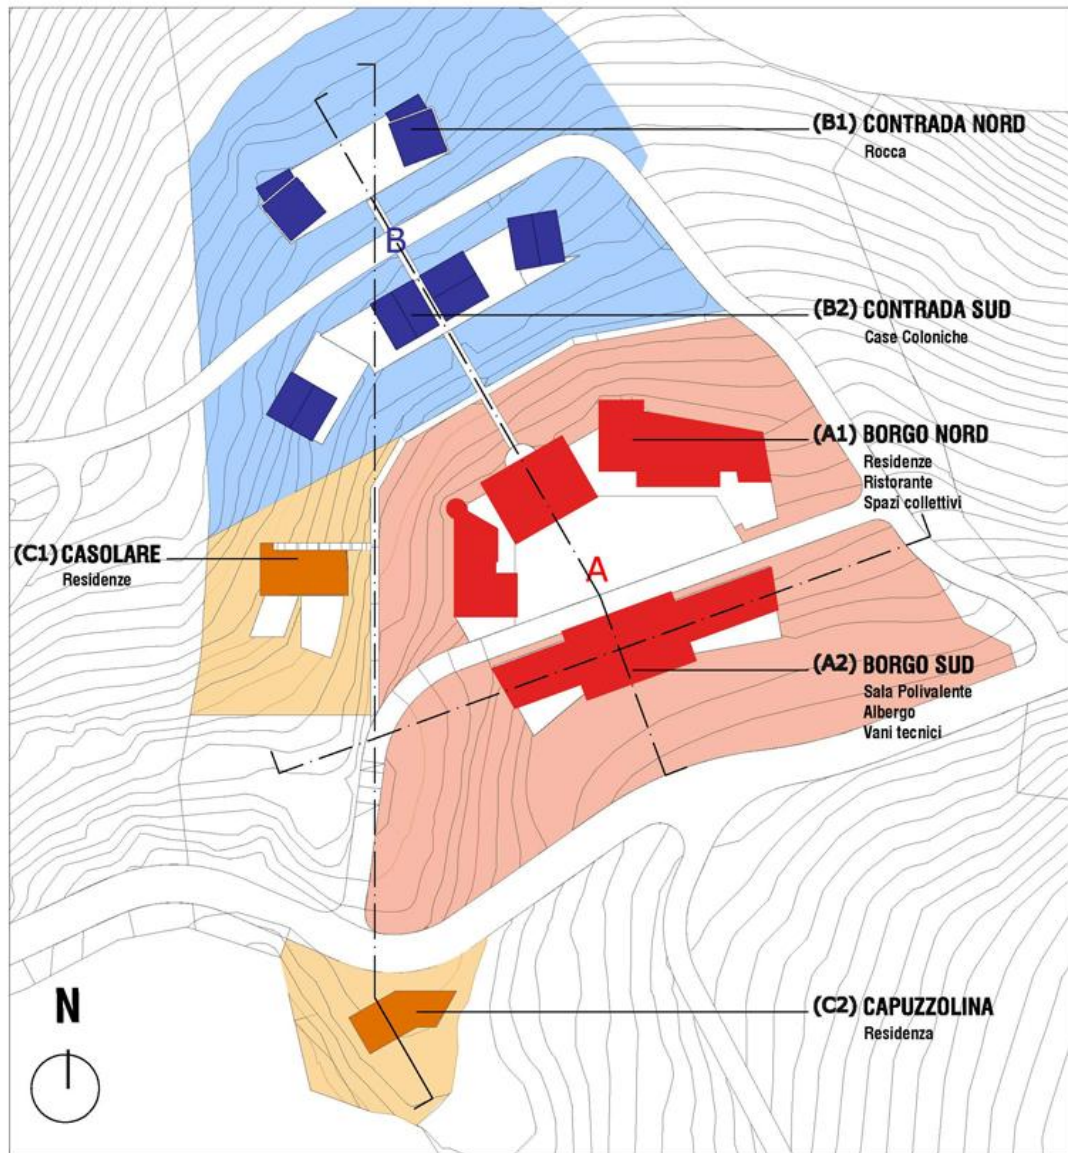 (B1) CONTRADA NORD
Rocca
B
(B2) CONTRADA SUD
Case Coloniche
(A1) BORGO NORD
Residenze
Ristorante
Spazi collettivi
(C1) CASOLARE
Residenze
A
(A2) BORGO SUD
Sala Polivalente
Albergo
Vani tecnici
N
(C2) CAPUZZOLINA
Residenza